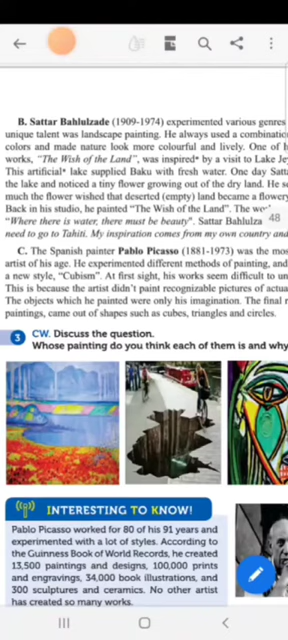 B. Sattar Bahlulzade (1909-1974) experimented various genres
unique talent was landscape painting. He always used a combinatio
colors and made nature look more colourful and lively. One of h
works, "The Wish of the Land", was inspired* by a visit to Lake Je
This artificial* lake supplied Baku with fresh water. One day Satt
the lake and noticed a tiny flower growing out of the dry land. He s
much the flower wished that deserted (empty) land became a flowery
Back in his studio, he painted "The Wish of the Land". The wo
48
"Where there is water, there must be beauty". Sattar Bahlulza
need to go to Tahiti. My inspiration comes from my own country and
C. The Spanish painter Pablo Picasso (1881-1973) was the mos
artist of his age. He experimented different methods of painting, and
a new style, "Cubism". At first sight, his works seem difficult to un
This is because the artist didn't paint recognizable pictures of actua
The objects which he painted were only his imagination. The final r
paintings, came out of shapes such as cubes, triangles and circles.
3 CW. Discuss the question.
Whose painting do you think each of them is and why
INTERESTING TO KNOW!
Pablo Picasso worked for 80 of his 91 years and
experimented with a lot of styles. According to
the Guinness Book of World Records, he created
13,500 paintings and designs, 100,000 prints
and engravings, 34,000 book illustrations, and
300 sculptures and ceramics. No other artist
has created so many works.